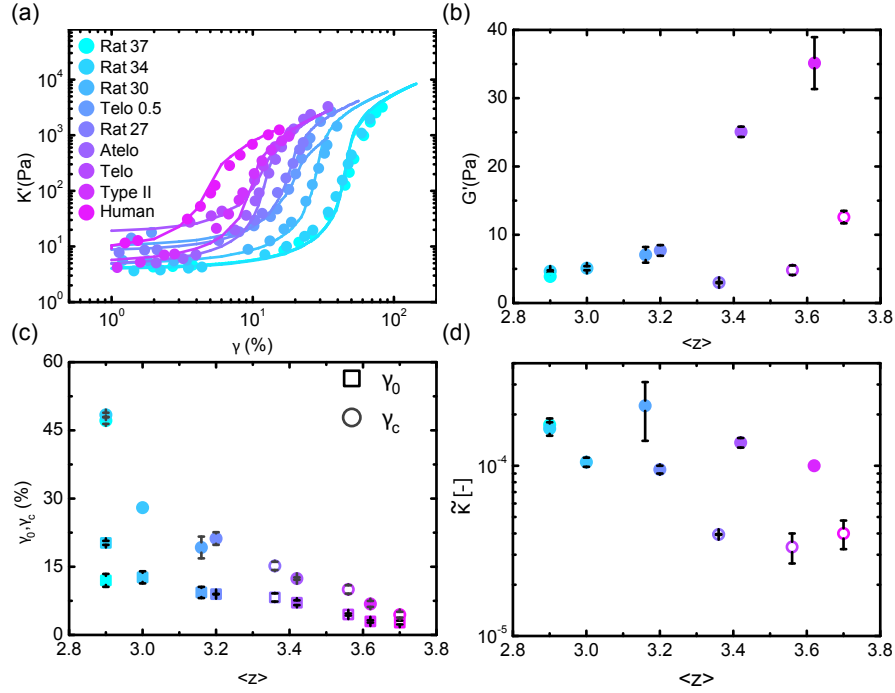 (a)
Rat 37
Rat 34
Rat 30
Telo 0.5
Rat 27
Atelo
Telo
Type II
Human
K'(Pa)
10⁴
10³
10²
10¹
10⁰
10⁰ 10¹ 10²
γ (%)
(b)
G'(Pa)
40
30
20
10
0
2.8 3.0 3.2 3.4 3.6 3.8
<z>
(c)
γ₀
γc
γ₀,γc (%)
60
45
30
15
0
2.8 3.0 3.2 3.4 3.6 3.8
<z>
(d)
κ̃ [-]
10⁻⁴
10⁻⁵
2.8 3.0 3.2 3.4 3.6 3.8
<z>